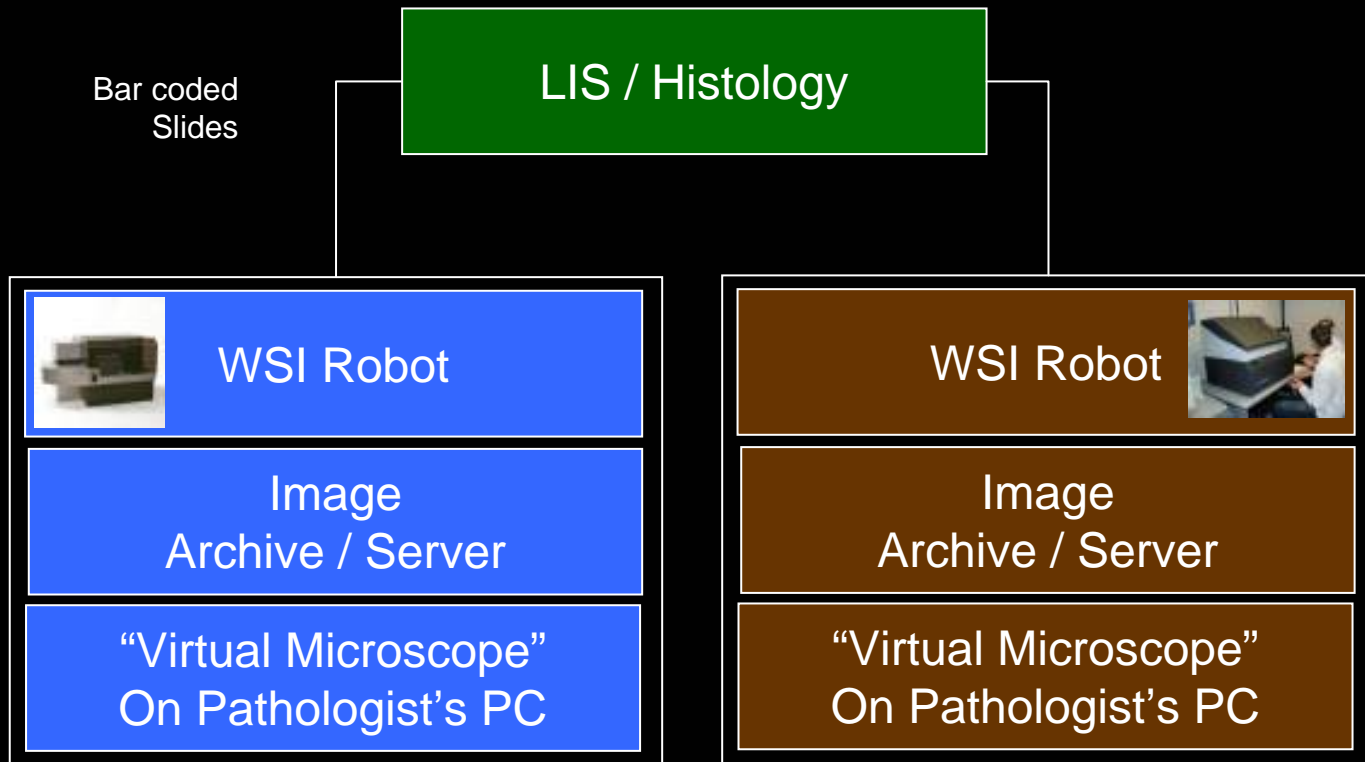 LIS / Histology
Bar coded
Slides
WSI Robot
Image
Archive / Server
“Virtual Microscope”
On Pathologist’s PC
WSI Robot
Image
Archive / Server
“Virtual Microscope”
On Pathologist’s PC